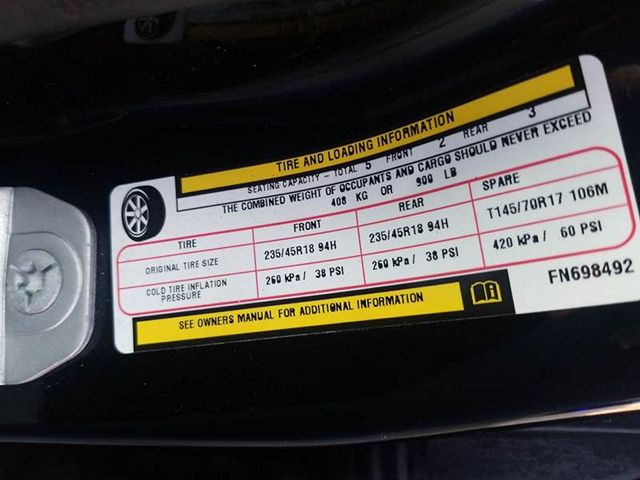 TIRE AND LOADING INFORMATION
SEATING CAPACITY - TOTAL 5 FRONT 2 REAR 3
THE COMBINED WEIGHT OF OCCUPANTS AND CARGO SHOULD NEVER EXCEED
408 KG OR 900 LB
TIRE FRONT REAR SPARE
ORIGINAL TIRE SIZE 235/45R18 94H 235/45R18 94H T145/70R17 106M
COLD TIRE INFLATION PRESSURE 260 kPa / 38 PSI 260 kPa / 38 PSI 420 kPa / 60 PSI
SEE OWNERS MANUAL FOR ADDITIONAL INFORMATION
FN698492